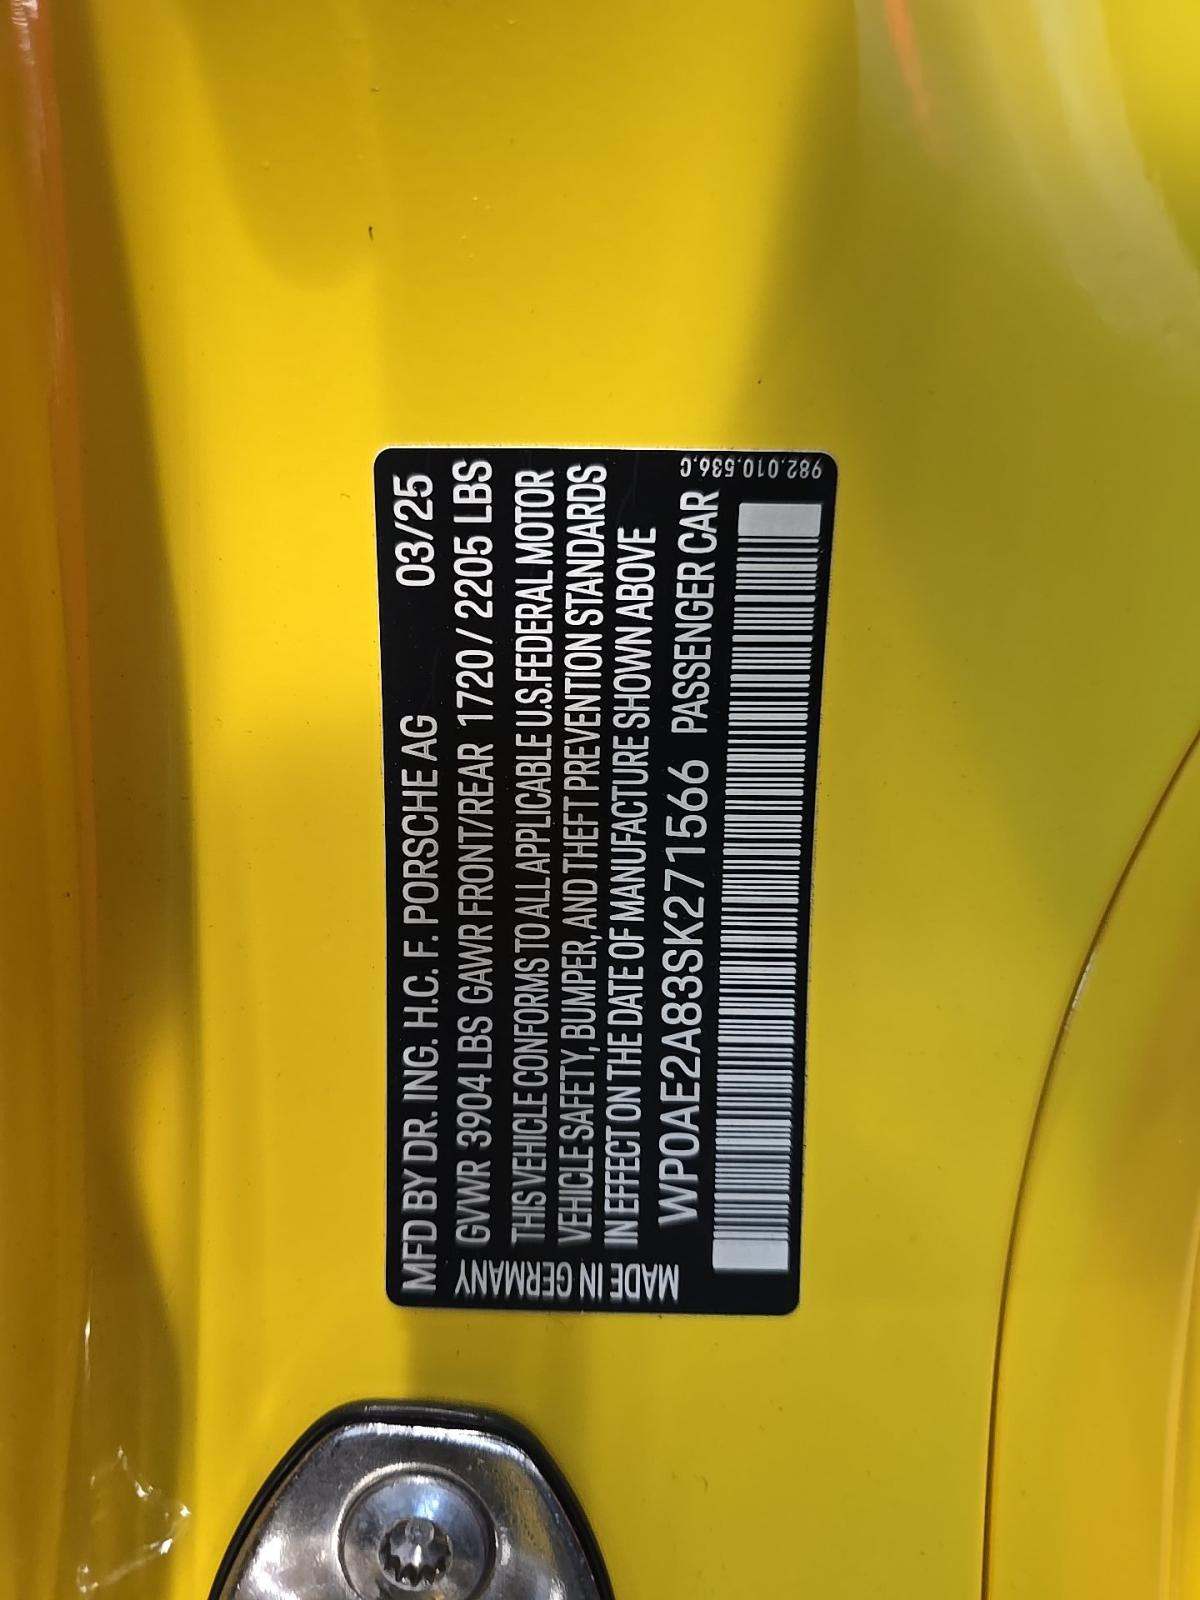 MFD BY DR. ING. H.C. F. PORSCHE AG 03/25
GVWR 3904 LBS GAWR FRONT/REAR 1720 / 2205 LBS
THIS VEHICLE CONFORMS TO ALL APPLICABLE U.S. FEDERAL MOTOR
VEHICLE SAFETY, BUMPER, AND THEFT PREVENTION STANDARDS
IN EFFECT ON THE DATE OF MANUFACTURE SHOWN ABOVE
WP0AE2A83SK271566 PASSENGER CAR
MADE IN GERMANY
982.010.536.C